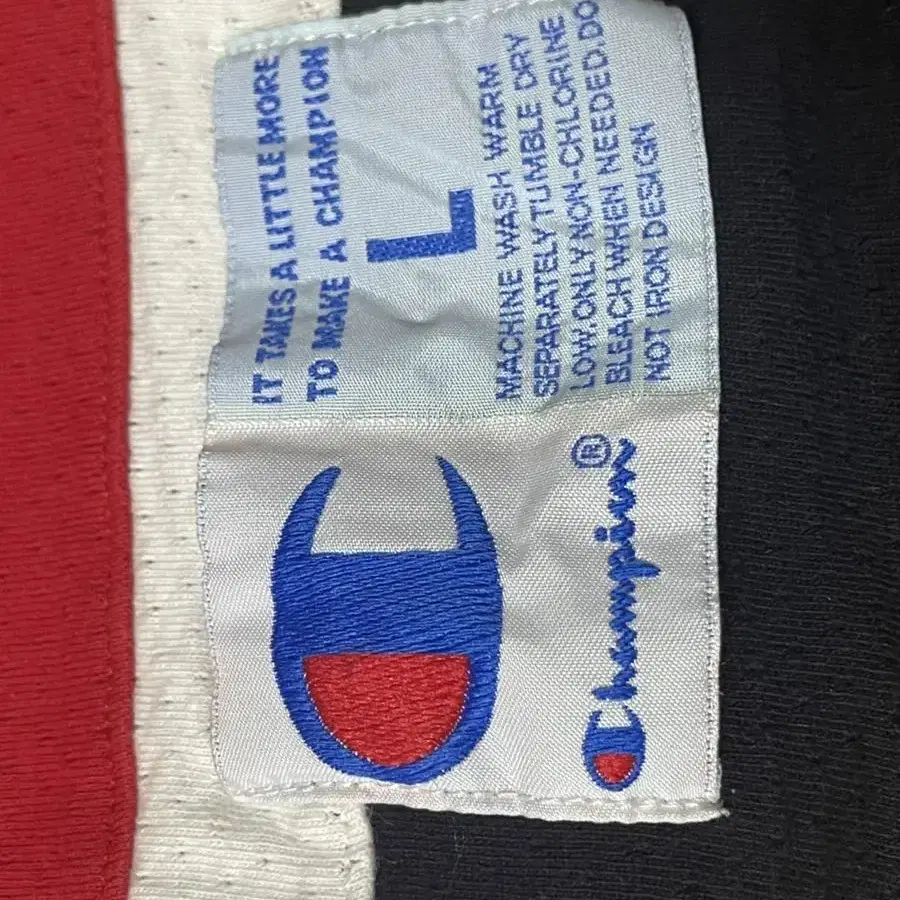 IT TAKES A LITTLE MORE
TO MAKE A CHAMPION
L
MACHINE WASH WARM
SEPARATELY TUMBLE DRY
LOW.ONLY NON-CHLORINE
BLEACH WHEN NEEDED.DO
NOT IRON DESIGN
Champion®